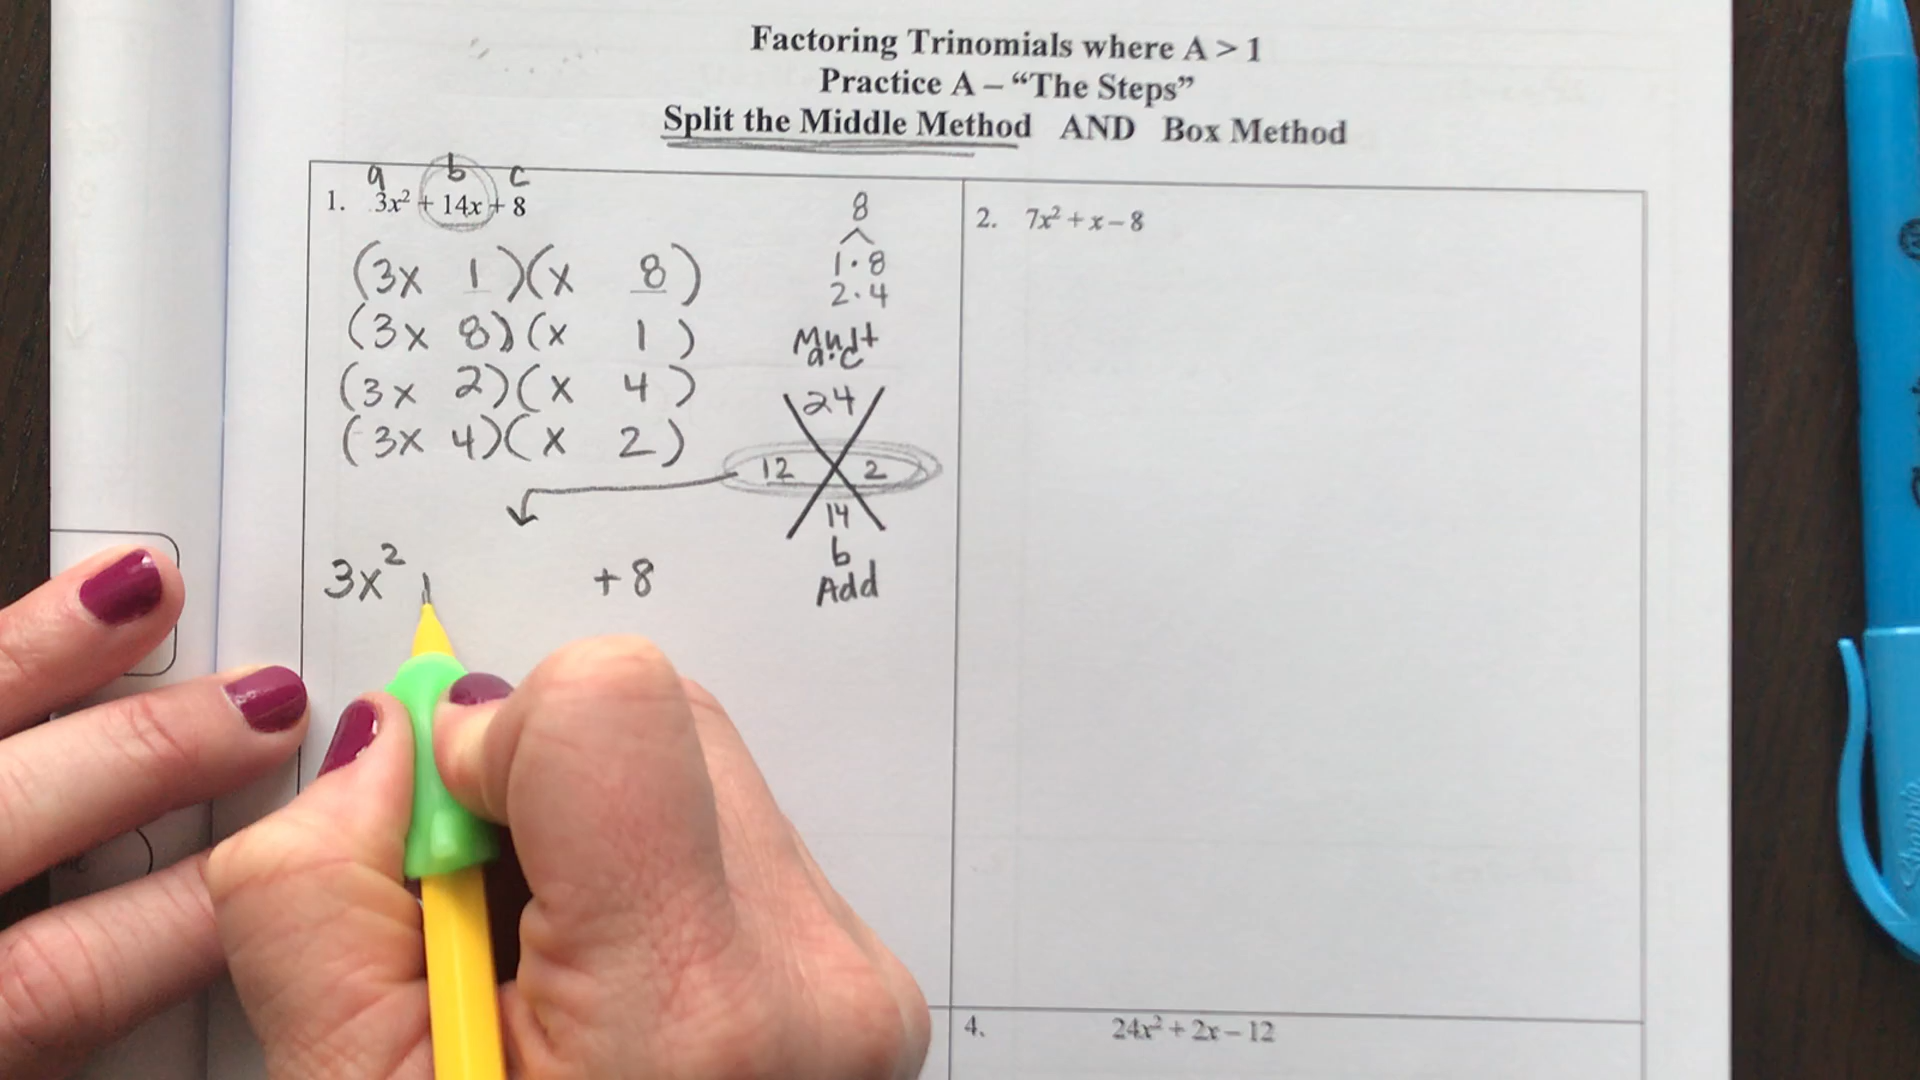 Factoring Trinomials where A > 1
Practice A – “The Steps”
Split the Middle Method AND Box Method
a b c
1. 3x² + 14x + 8
(3x 1)(x 8)
(3x 8)(x 1)
(3x 2)(x 4)
(3x 4)(x 2)
8
1·8
2·4
Mult
a·c
24
12 2
14
b
Add
3x² +8
2. 7x² + x – 8
4. 24x² + 2x – 12
Sharpie